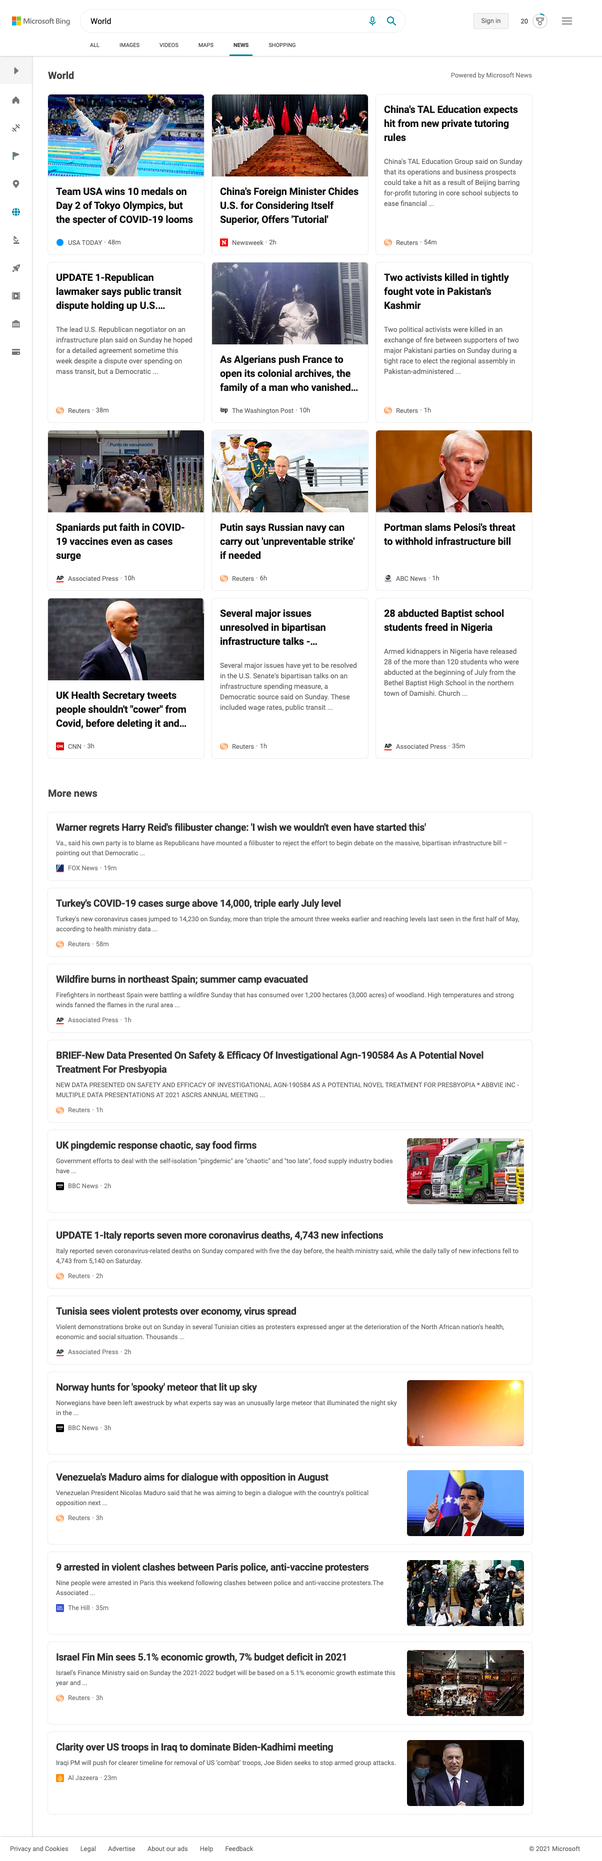 Microsoft Bing
World
Sign in
20
ALL
IMAGES
VIDEOS
MAPS
NEWS
SHOPPING
World
Powered by Microsoft News
Team USA wins 10 medals on
Day 2 of Tokyo Olympics, but
the specter of COVID-19 looms
USA TODAY · 48m
China's Foreign Minister Chides
U.S. for Considering Itself
Superior, Offers 'Tutorial'
N
Newsweek · 2h
China's TAL Education expects
hit from new private tutoring
rules
China's TAL Education Group said on Sunday
that its operations and business prospects
could take a hit as a result of Beijing barring
for-profit tutoring in core school subjects to
ease financial ...
Reuters · 54m
UPDATE 1-Republican
lawmaker says public transit
dispute holding up U.S....
The lead U.S. Republican negotiator on an
infrastructure plan said on Sunday he hoped
for a detailed agreement sometime this
week despite a dispute over spending on
mass transit, but a Democratic ...
Reuters · 38m
As Algerians push France to
open its colonial archives, the
family of a man who vanished...
wp
The Washington Post · 10h
Two activists killed in tightly
fought vote in Pakistan's
Kashmir
Two political activists were killed in an
exchange of fire between supporters of two
major Pakistani parties on Sunday during a
tight race to elect the regional assembly in
Pakistan-administered ...
Reuters · 1h
Punto de vacunación
Spaniards put faith in COVID-
19 vaccines even as cases
surge
AP
Associated Press · 10h
Putin says Russian navy can
carry out 'unpreventable strike'
if needed
Reuters · 6h
Portman slams Pelosi's threat
to withhold infrastructure bill
ABC News · 1h
UK Health Secretary tweets
people shouldn't "cower" from
Covid, before deleting it and...
CNN
CNN · 3h
Several major issues
unresolved in bipartisan
infrastructure talks -...
Several major issues have yet to be resolved
in the U.S. Senate's bipartisan talks on an
infrastructure spending measure, a
Democratic source said on Sunday. These
included wage rates, public transit ...
Reuters · 1h
28 abducted Baptist school
students freed in Nigeria
Armed kidnappers in Nigeria have released
28 of the more than 120 students who were
abducted at the beginning of July from the
Bethel Baptist High School in the northern
town of Damishi. Church ...
AP
Associated Press · 35m
More news
Warner regrets Harry Reid's filibuster change: 'I wish we wouldn't even have started this'
Va., said his own party is to blame as Republicans have mounted a filibuster to reject the effort to begin debate on the massive, bipartisan infrastructure bill –
pointing out that Democratic ...
FOX News · 19m
Turkey's COVID-19 cases surge above 14,000, triple early July level
Turkey's new coronavirus cases jumped to 14,230 on Sunday, more than triple the amount three weeks earlier and reaching levels last seen in the first half of May,
according to health ministry data ...
Reuters · 58m
Wildfire burns in northeast Spain; summer camp evacuated
Firefighters in northeast Spain were battling a wildfire Sunday that has consumed over 1,200 hectares (3,000 acres) of woodland. High temperatures and strong
winds fanned the flames in the rural area ...
AP
Associated Press · 1h
BRIEF-New Data Presented On Safety & Efficacy Of Investigational Agn-190584 As A Potential Novel
Treatment For Presbyopia
NEW DATA PRESENTED ON SAFETY AND EFFICACY OF INVESTIGATIONAL AGN-190584 AS A POTENTIAL NOVEL TREATMENT FOR PRESBYOPIA * ABBVIE INC -
MULTIPLE DATA PRESENTATIONS AT 2021 ASCRS ANNUAL MEETING ...
Reuters · 1h
UK pingdemic response chaotic, say food firms
Government efforts to deal with the self-isolation "pingdemic" are "chaotic" and "too late", food supply industry bodies
have ...
BBC News · 2h
UPDATE 1-Italy reports seven more coronavirus deaths, 4,743 new infections
Italy reported seven coronavirus-related deaths on Sunday compared with five the day before, the health ministry said, while the daily tally of new infections fell to
4,743 from 5,140 on Saturday.
Reuters · 2h
Tunisia sees violent protests over economy, virus spread
Violent demonstrations broke out on Sunday in several Tunisian cities as protesters expressed anger at the deterioration of the North African nation's health,
economic and social situation. Thousands ...
AP
Associated Press · 2h
Norway hunts for 'spooky' meteor that lit up sky
Norwegians have been left awestruck by what experts say was an unusually large meteor that illuminated the night sky
in the ...
BBC News · 3h
Venezuela's Maduro aims for dialogue with opposition in August
Venezuelan President Nicolas Maduro said that he was aiming to begin a dialogue with the country's political
opposition next ...
Reuters · 3h
9 arrested in violent clashes between Paris police, anti-vaccine protesters
Nine people were arrested in Paris this weekend following clashes between police and anti-vaccine protesters.The
Associated ...
The Hill · 35m
Israel Fin Min sees 5.1% economic growth, 7% budget deficit in 2021
Israel's Finance Ministry said on Sunday the 2021-2022 budget will be based on a 5.1% economic growth estimate this
year and ...
Reuters · 3h
Clarity over US troops in Iraq to dominate Biden-Kadhimi meeting
Iraqi PM will push for clearer timeline for removal of US 'combat' troops, Joe Biden seeks to stop armed group attacks.
Al Jazeera · 23m
Privacy and Cookies
Legal
Advertise
About our ads
Help
Feedback
© 2021 Microsoft